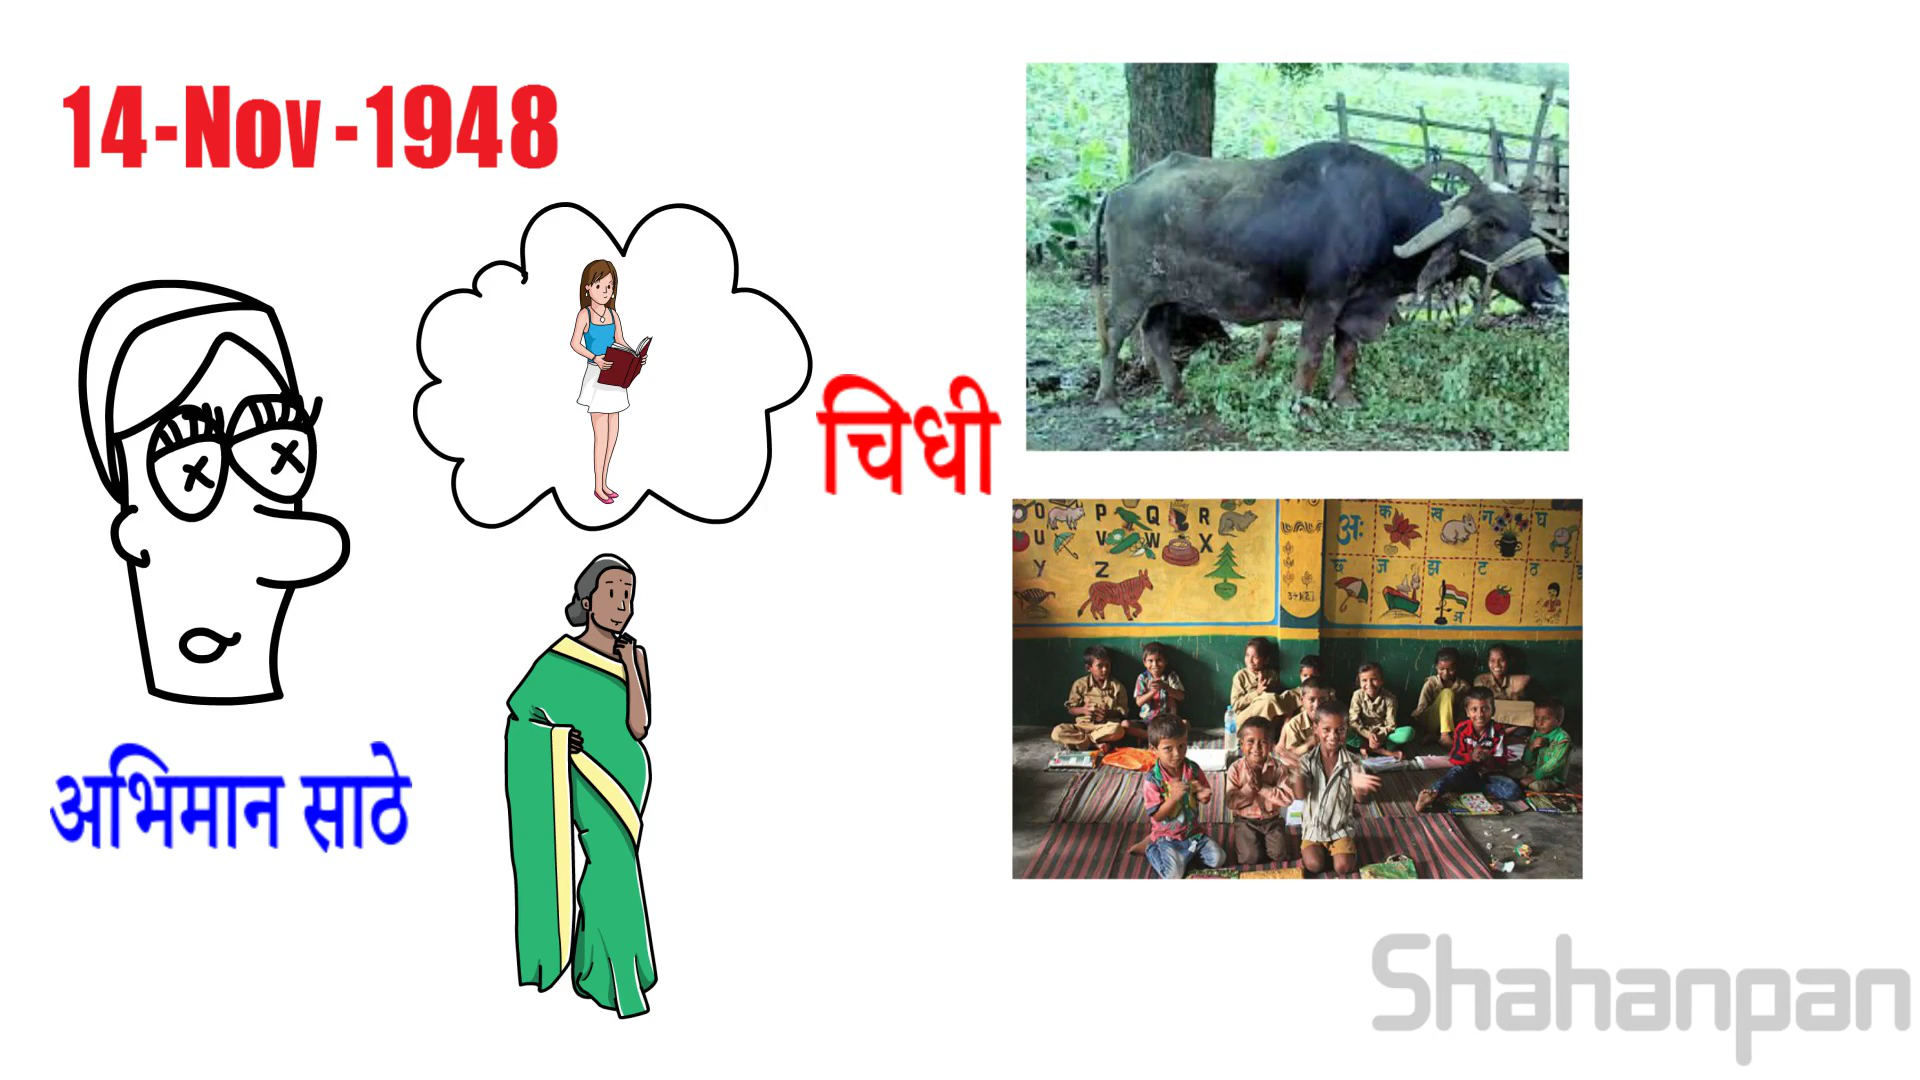 14-Nov-1948
चिधी
अभिमान साठे
O P Q R
U V W X
Y Z
अः क ख ग घ
छ ज झ ट ठ
Shahanpan